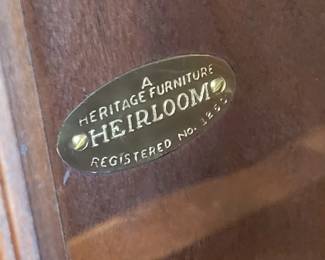 A
HERITAGE FURNITURE
HEIRLOOM
REGISTERED NO.